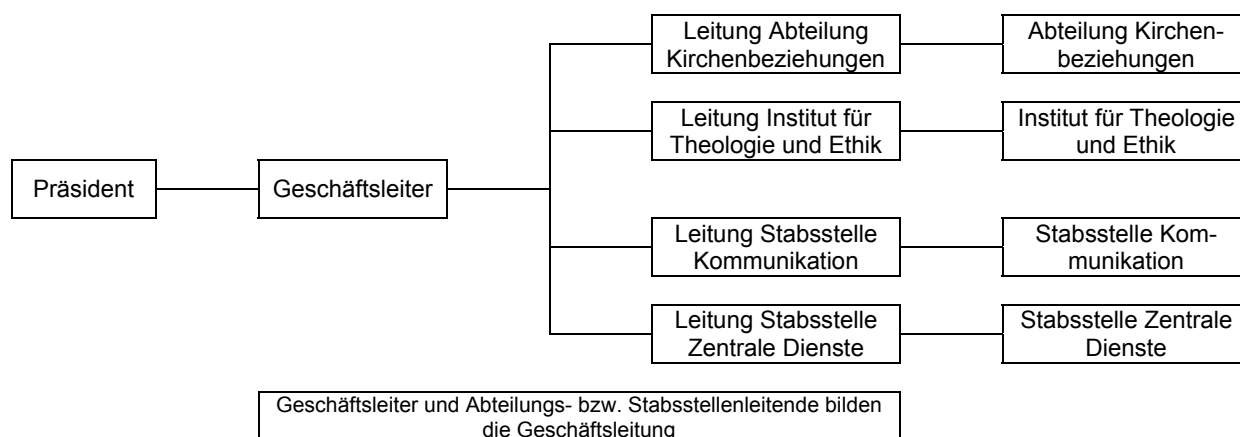 Leitung Abteilung
Kirchenbeziehungen
Abteilung Kirchen-
beziehungen
Leitung Institut für
Theologie und Ethik
Institut für Theologie
und Ethik
Präsident
Geschäftsleiter
Leitung Stabsstelle
Kommunikation
Stabsstelle Kom-
munikation
Leitung Stabsstelle
Zentrale Dienste
Stabsstelle Zentrale
Dienste
Geschäftsleiter und Abteilungs- bzw. Stabsstellenleitende bilden
die Geschäftsleitung